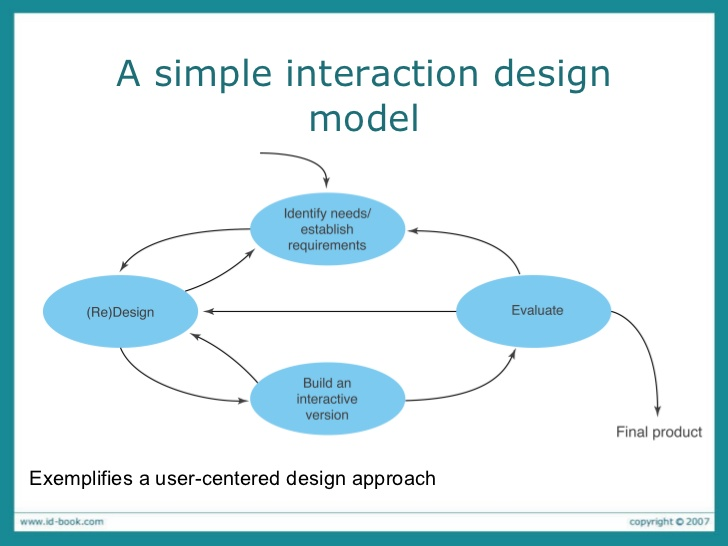 A simple interaction design
model
Identify needs/
establish
requirements
(Re)Design
Evaluate
Build an
interactive
version
Final product
Exemplifies a user-centered design approach
www.id-book.com
copyright © 2007